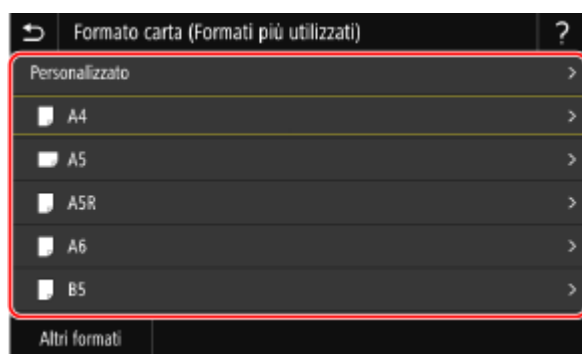 Formato carta (Formati più utilizzati) ?
Personalizzato
A4
A5
A5R
A6
B5
Altri formati